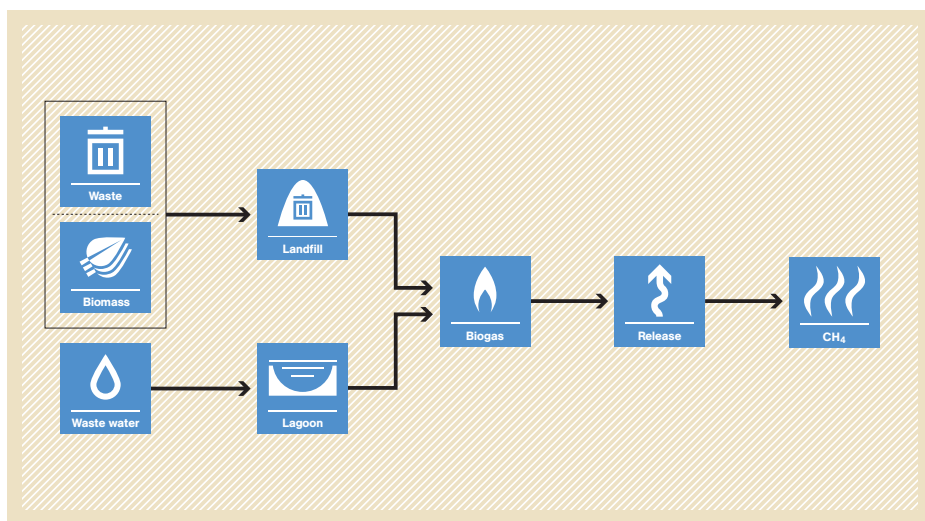 Waste
Biomass
Waste water
Landfill
Lagoon
Biogas
Release
CH₄